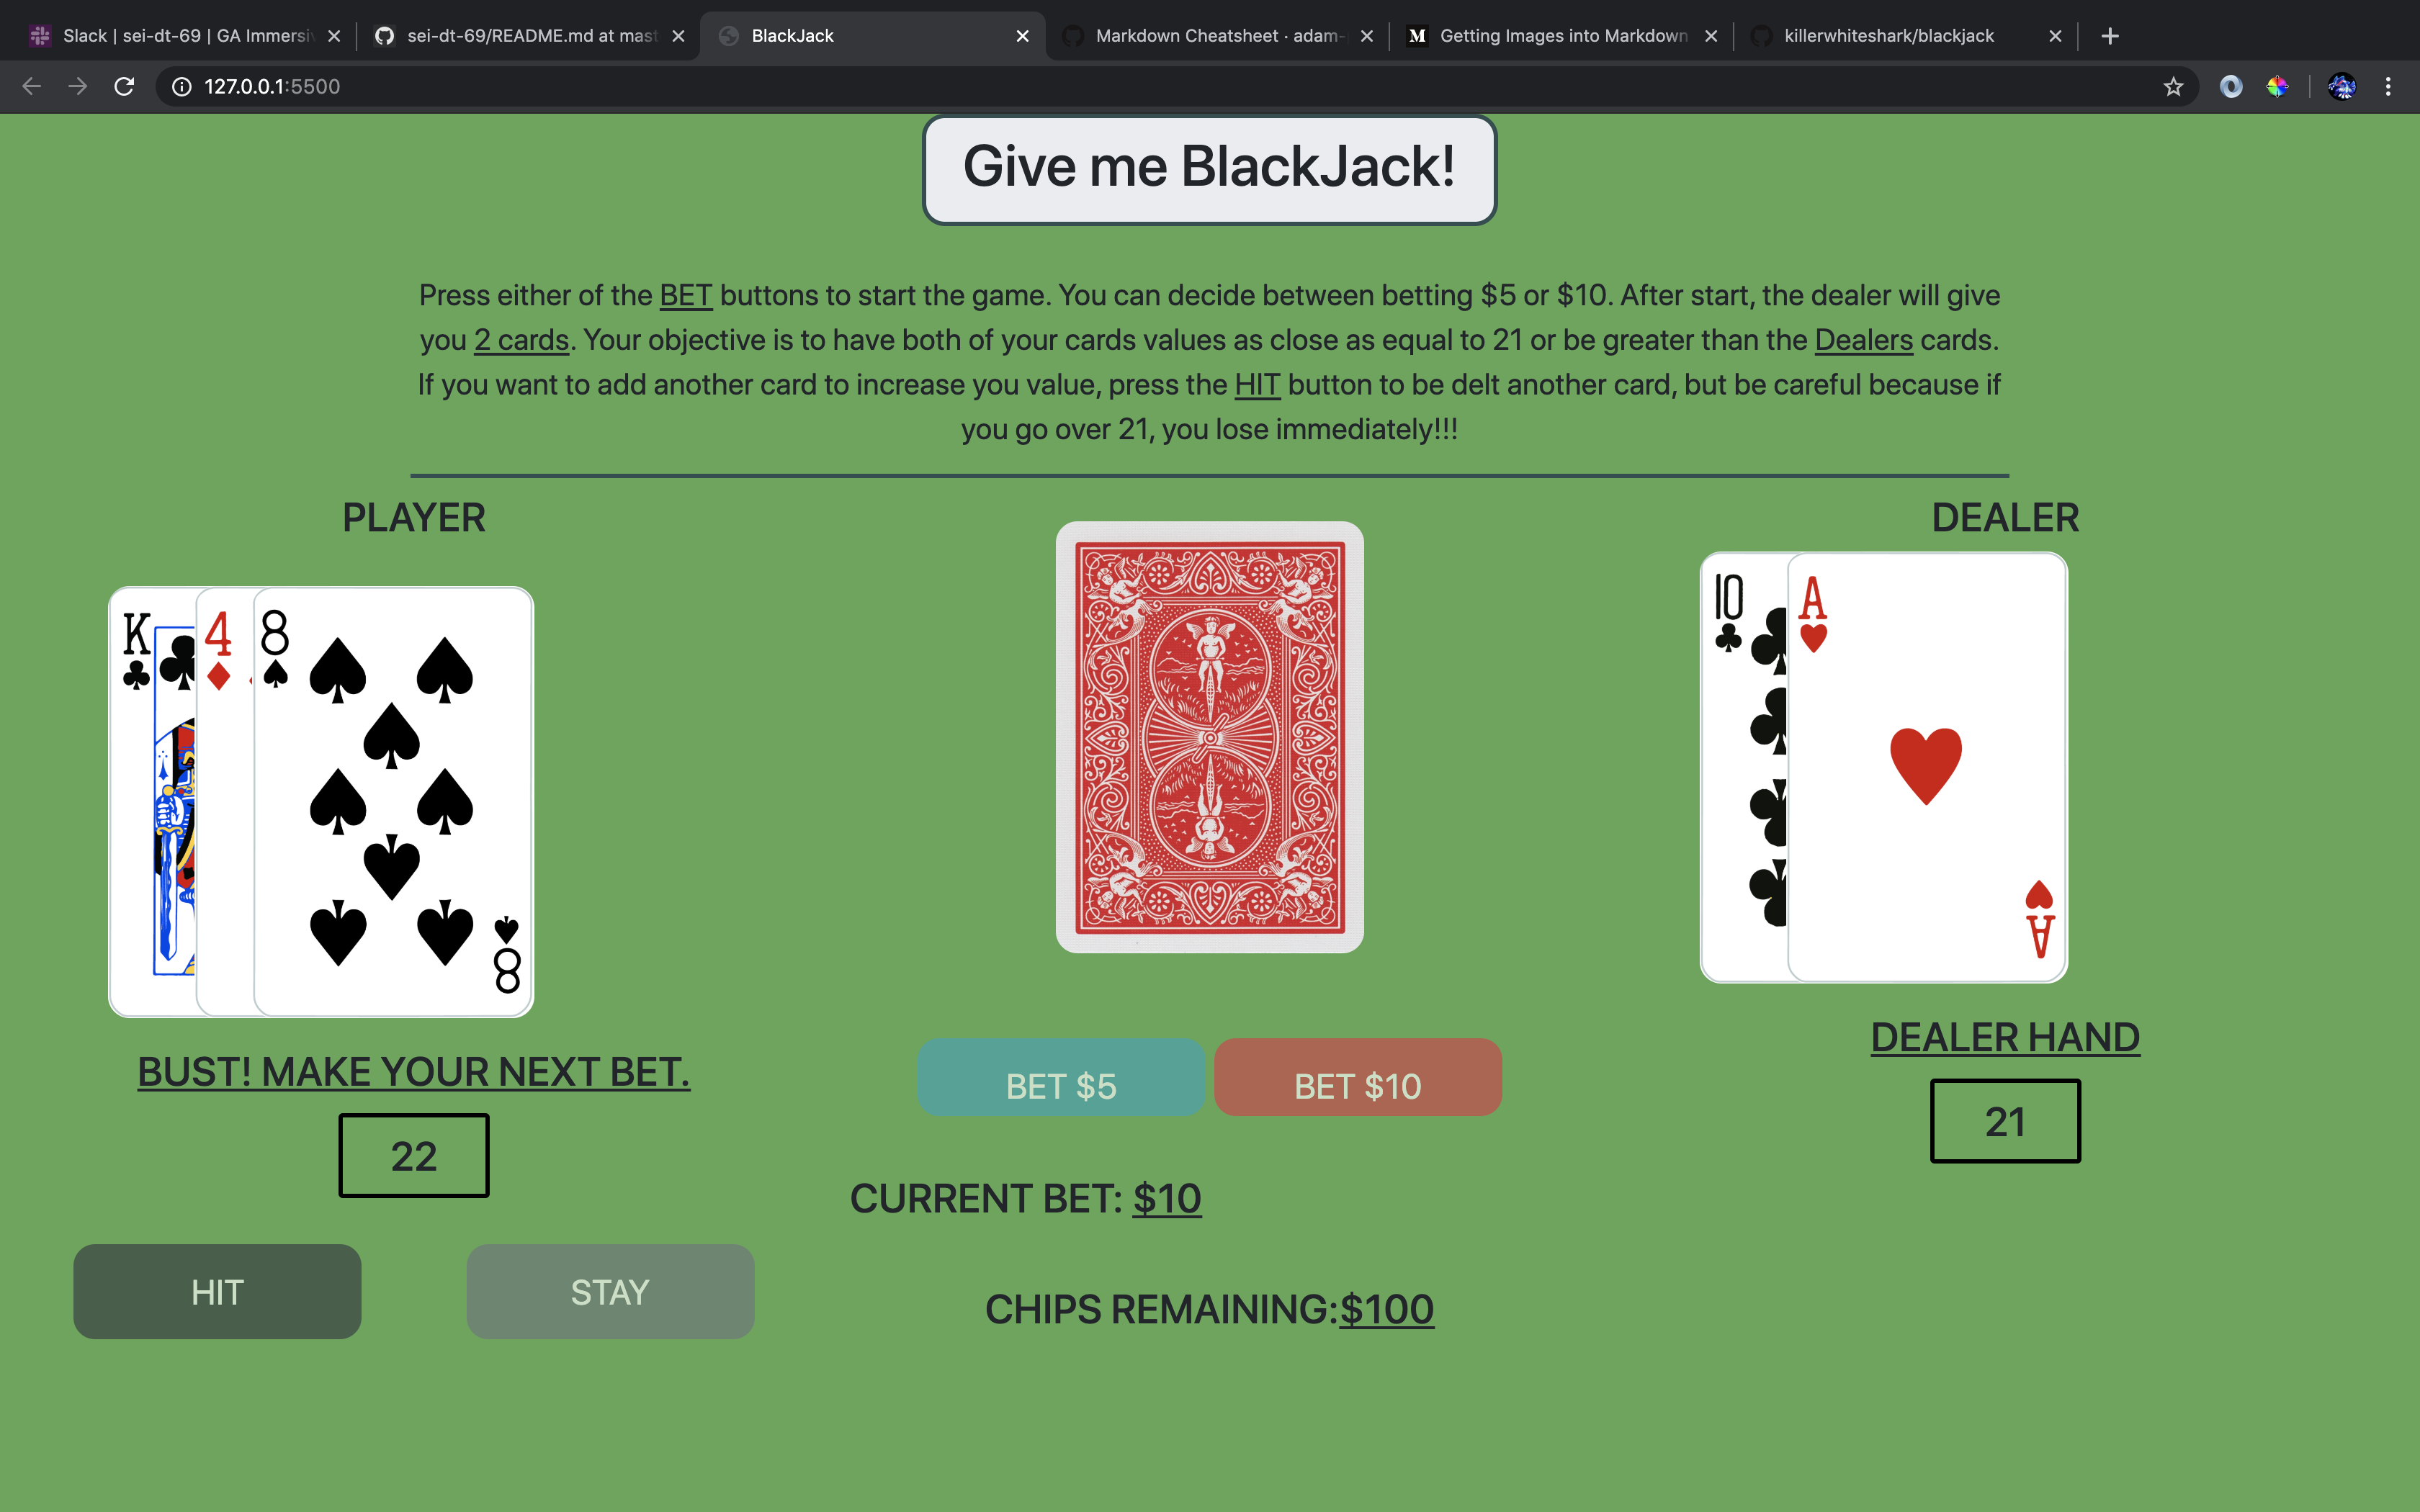 Slack | sei-dt-69 | GA Immersiv
sei-dt-69/README.md at mast
BlackJack
Markdown Cheatsheet · adam-p
Getting Images into Markdown
killerwhiteshark/blackjack
127.0.0.1:5500
Give me BlackJack!
Press either of the BET buttons to start the game. You can decide between betting $5 or $10. After start, the dealer will give
you 2 cards. Your objective is to have both of your cards values as close as equal to 21 or be greater than the Dealers cards.
If you want to add another card to increase you value, press the HIT button to be delt another card, but be careful because if
you go over 21, you lose immediately!!!
PLAYER
DEALER
K
4
8
8
10
A
A
BUST! MAKE YOUR NEXT BET.
22
HIT
STAY
BET $5
BET $10
CURRENT BET: $10
CHIPS REMAINING:$100
DEALER HAND
21